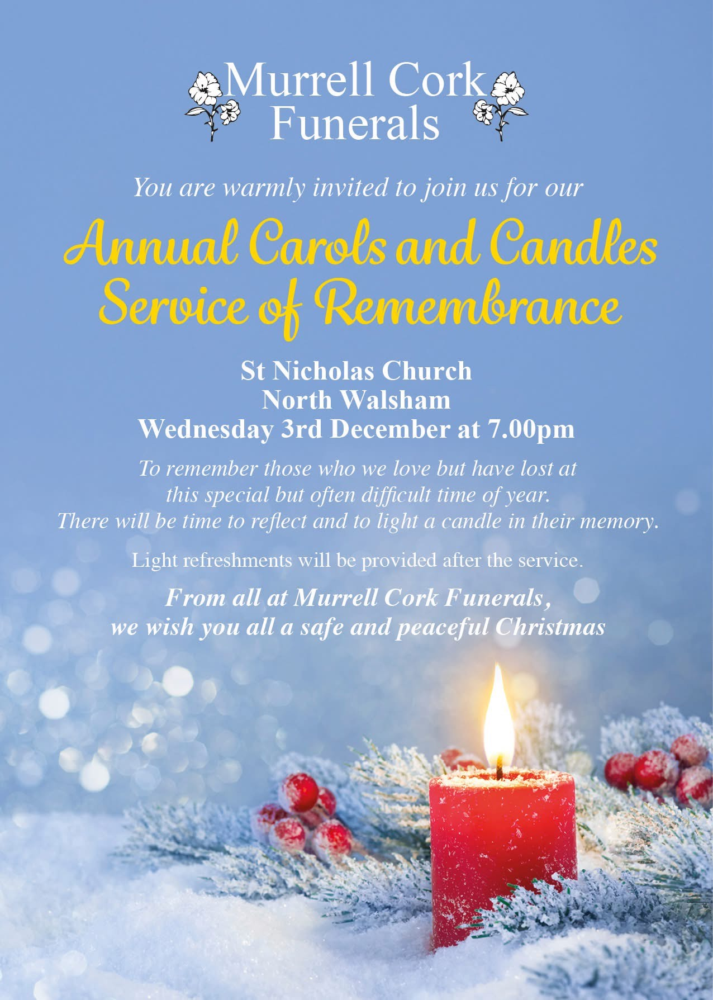 Murrell Cork
Funerals
You are warmly invited to join us for our
Annual Carols and Candles
Service of Remembrance
St Nicholas Church
North Walsham
Wednesday 3rd December at 7.00pm
To remember those who we love but have lost at
this special but often difficult time of year.
There will be time to reflect and to light a candle in their memory.
Light refreshments will be provided after the service.
From all at Murrell Cork Funerals,
we wish you all a safe and peaceful Christmas